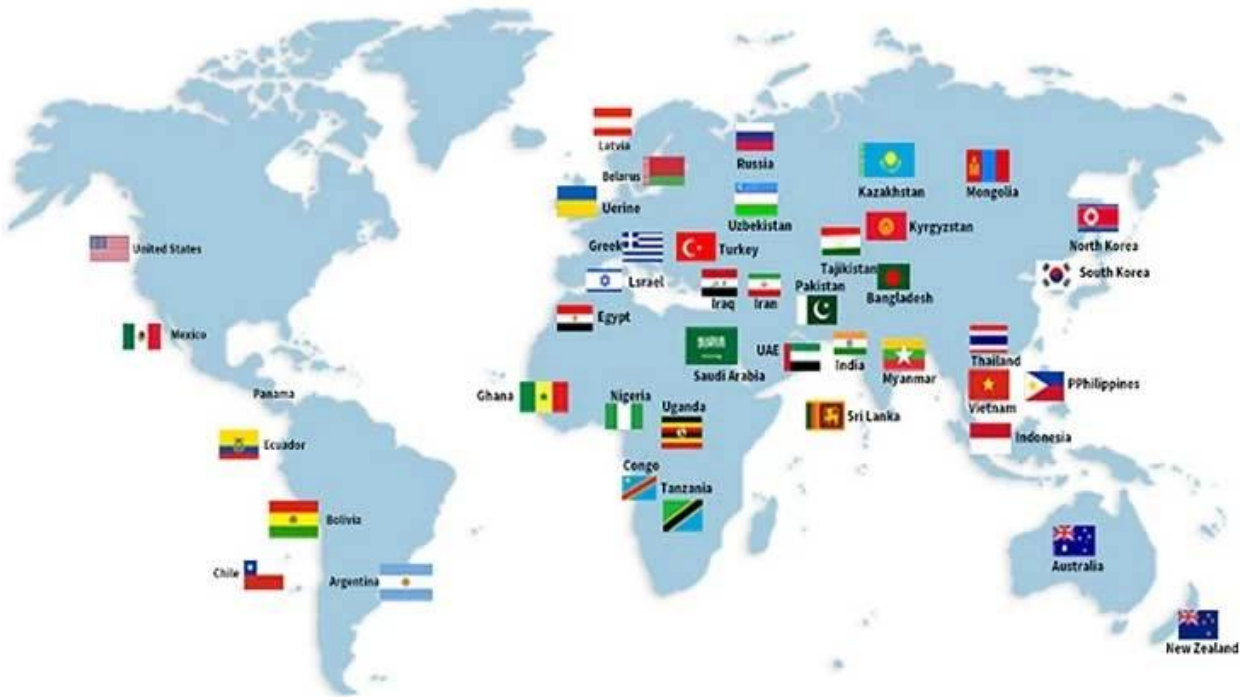 Latvia
Russia
Belarus
Kazakhstan
Mongolia
Uerine
Uzbekistan
Kyrgyzstan
North Korea
United States
Greek
Turkey
Tajikistan
South Korea
Lsrael
Iraq
Iran
Pakistan
Bangladesh
Egypt
Mexico
Saudi Arabia
UAE
India
Myanmar
Thailand
Panama
Ghana
Nigeria
Uganda
Sri Lanka
Vietnam
PPhilippines
Ecuador
Indonesia
Congo
Tanzania
Bolivia
Chile
Argentina
Australia
New Zealand